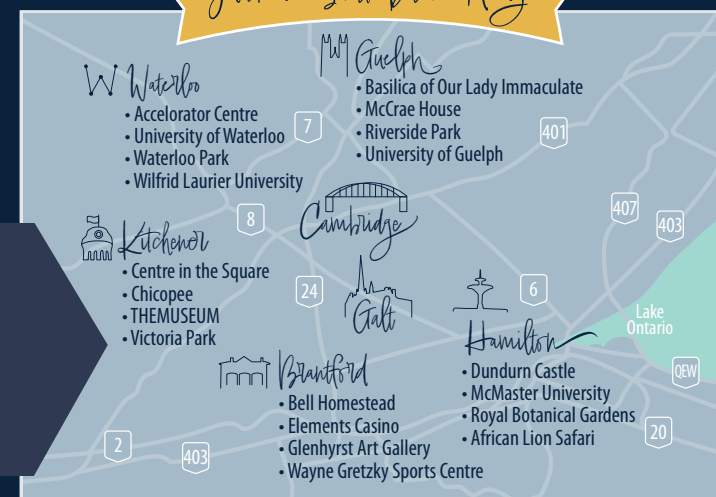 Waterloo
• Accelorator Centre
• University of Waterloo
• Waterloo Park
• Wilfrid Laurier University
7
Guelph
• Basilica of Our Lady Immaculate
• McCrae House
• Riverside Park
• University of Guelph
401
407
403
8
Cambridge
Kitchener
• Centre in the Square
• Chicopee
• THEMUSEUM
• Victoria Park
24
Galt
6
Lake
Ontario
Hamilton
• Dundurn Castle
• McMaster University
• Royal Botanical Gardens
• African Lion Safari
QEW
20
Brantford
• Bell Homestead
• Elements Casino
• Glenhyrst Art Gallery
• Wayne Gretzky Sports Centre
2
403